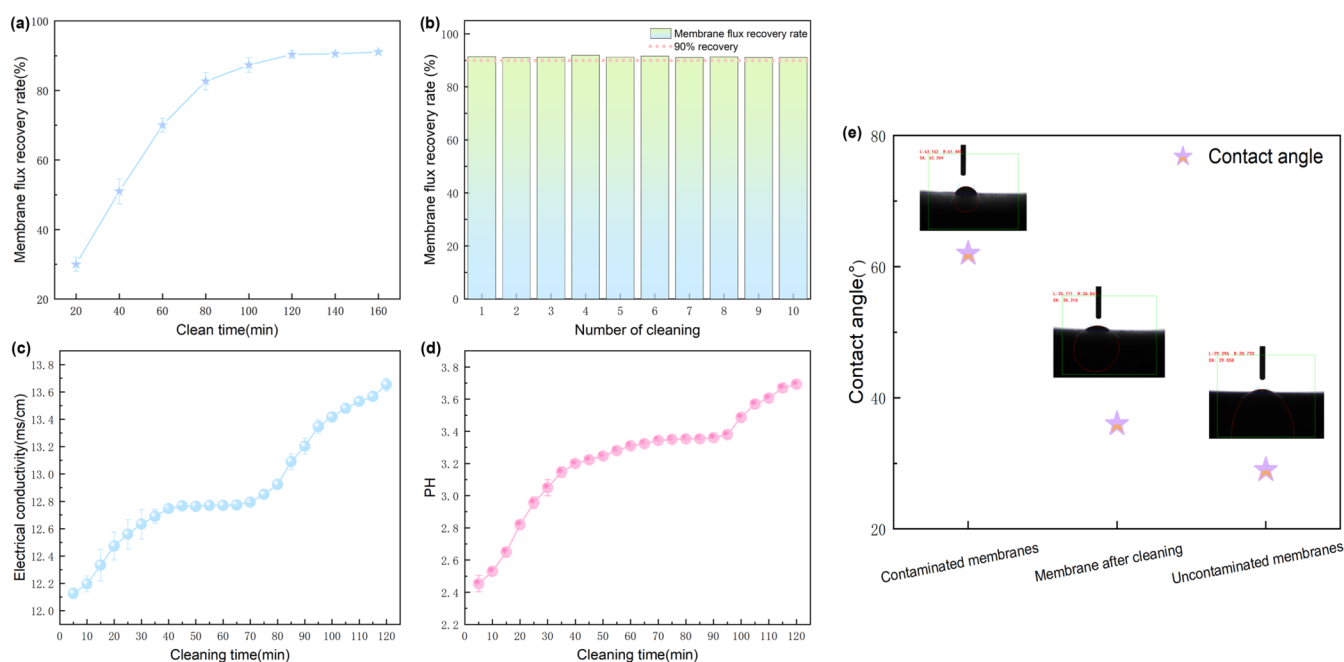 (a)
100
90
80
70
60
50
40
30
20
Membrane flux recovery rate(%)
20 40 60 80 100 120 140 160
Clean time(min)
(b)
Membrane flux recovery rate
90% recovery
100
80
60
40
20
0
Membrane flux recovery rate (%)
1 2 3 4 5 6 7 8 9 10
Number of cleaning
(c)
13.8
13.6
13.4
13.2
13.0
12.8
12.6
12.4
12.2
12.0
Electrical conductivity(ms/cm)
0 10 20 30 40 50 60 70 80 90 100 110 120
Cleaning time(min)
(d)
4.0
3.8
3.6
3.4
3.2
3.0
2.8
2.6
2.4
2.2
PH
0 10 20 30 40 50 60 70 80 90 100 110 120
Cleaning time(min)
(e)
Contact angle
80
60
40
20
Contact angle(°)
Contaminated membranes
Membrane after cleaning
Uncontaminated membranes